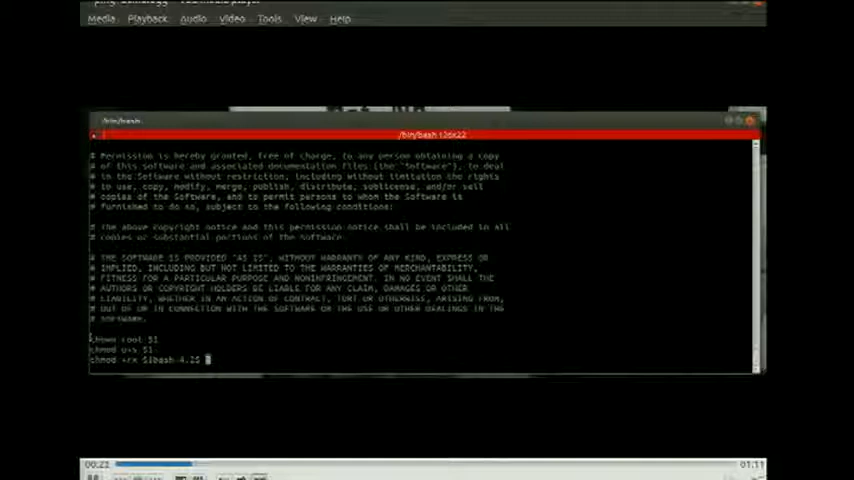 Media Playback Audio Video Tools View Help
/bin/bash
/bin/bash 126x22
# Permission is hereby granted, free of charge, to any person obtaining a copy
# of this software and associated documentation files (the "Software"), to deal
# in the Software without restriction, including without limitation the rights
# to use, copy, modify, merge, publish, distribute, sublicense, and/or sell
# copies of the Software, and to permit persons to whom the Software is
# furnished to do so, subject to the following conditions:
# The above copyright notice and this permission notice shall be included in all
# copies or substantial portions of the Software.
# THE SOFTWARE IS PROVIDED "AS IS", WITHOUT WARRANTY OF ANY KIND, EXPRESS OR
# IMPLIED, INCLUDING BUT NOT LIMITED TO THE WARRANTIES OF MERCHANTABILITY,
# FITNESS FOR A PARTICULAR PURPOSE AND NONINFRINGEMENT. IN NO EVENT SHALL THE
# AUTHORS OR COPYRIGHT HOLDERS BE LIABLE FOR ANY CLAIM, DAMAGES OR OTHER
# LIABILITY, WHETHER IN AN ACTION OF CONTRACT, TORT OR OTHERWISE, ARISING FROM,
# OUT OF OR IN CONNECTION WITH THE SOFTWARE OR THE USE OR OTHER DEALINGS IN THE
# SOFTWARE.
chown root $1
chmod u+s $1
chmod +rx $1bash-4.2$
00:22 01:11